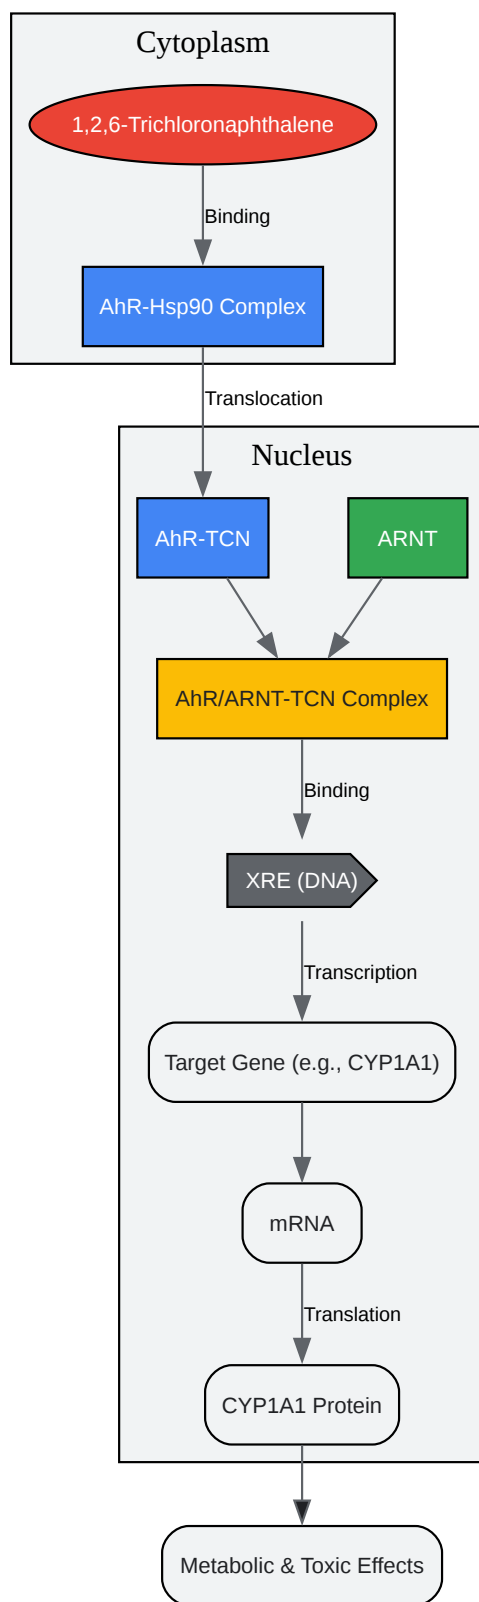 Cytoplasm
1,2,6-Trichloronaphthalene
Binding
AhR-Hsp90 Complex
Translocation
Nucleus
AhR-TCN
ARNT
AhR/ARNT-TCN Complex
Binding
XRE (DNA)
Transcription
Target Gene (e.g., CYP1A1)
mRNA
Translation
CYP1A1 Protein
Metabolic & Toxic Effects